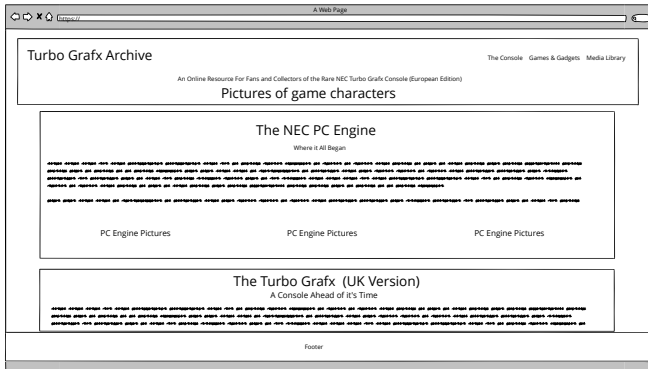 A Web Page
https://
Turbo Grafx Archive
The Console Games & Gadgets Media Library
An Online Resource For Fans and Collectors of the Rare NEC Turbo Grafx Console (European Edition)
Pictures of game characters
The NEC PC Engine
Where it All Began
PC Engine Pictures PC Engine Pictures PC Engine Pictures
The Turbo Grafx (UK Version)
A Console Ahead of it's Time
Footer